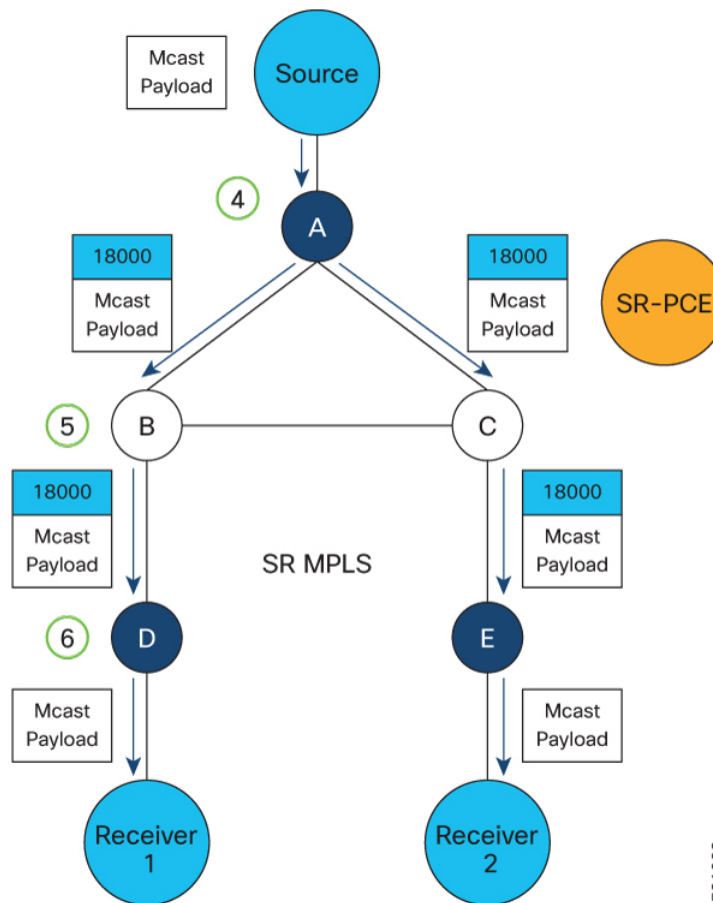 Mcast
Payload
Source
4
A
18000
Mcast
Payload
18000
Mcast
Payload
SR-PCE
5
B
C
18000
Mcast
Payload
SR MPLS
18000
Mcast
Payload
6
D
E
Mcast
Payload
Mcast
Payload
Receiver
1
Receiver
2